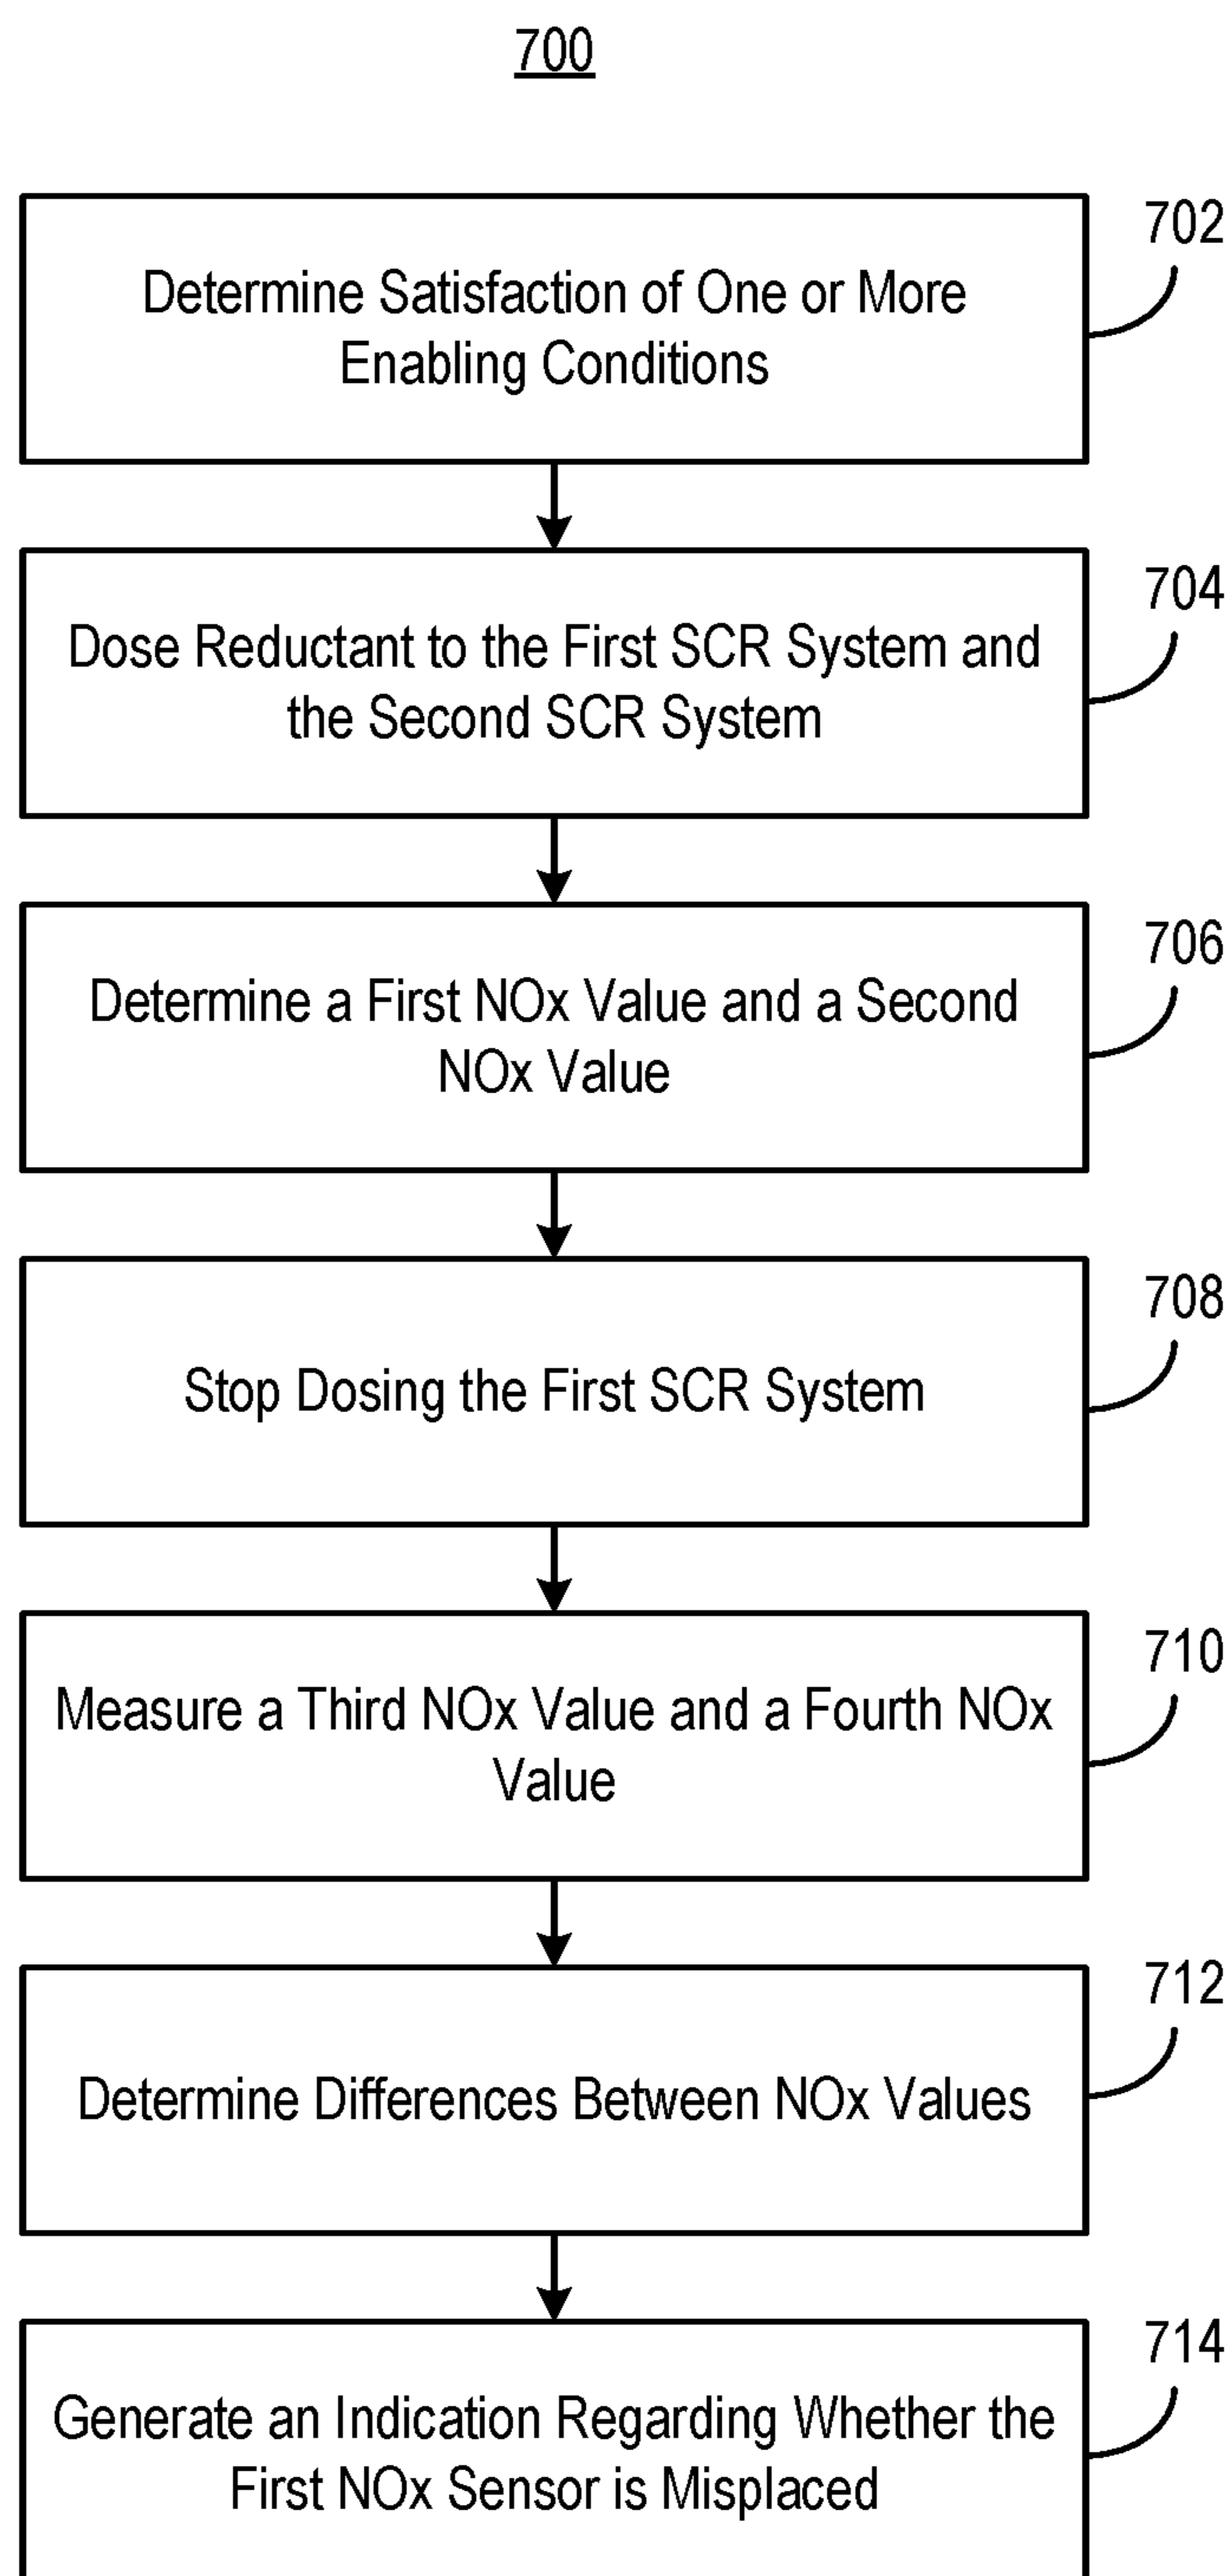 700
702
Determine Satisfaction of One or More
Enabling Conditions
704
Dose Reductant to the First SCR System and
the Second SCR System
706
Determine a First NOx Value and a Second
NOx Value
708
Stop Dosing the First SCR System
710
Measure a Third NOx Value and a Fourth NOx
Value
712
Determine Differences Between NOx Values
714
Generate an Indication Regarding Whether the
First NOx Sensor is Misplaced